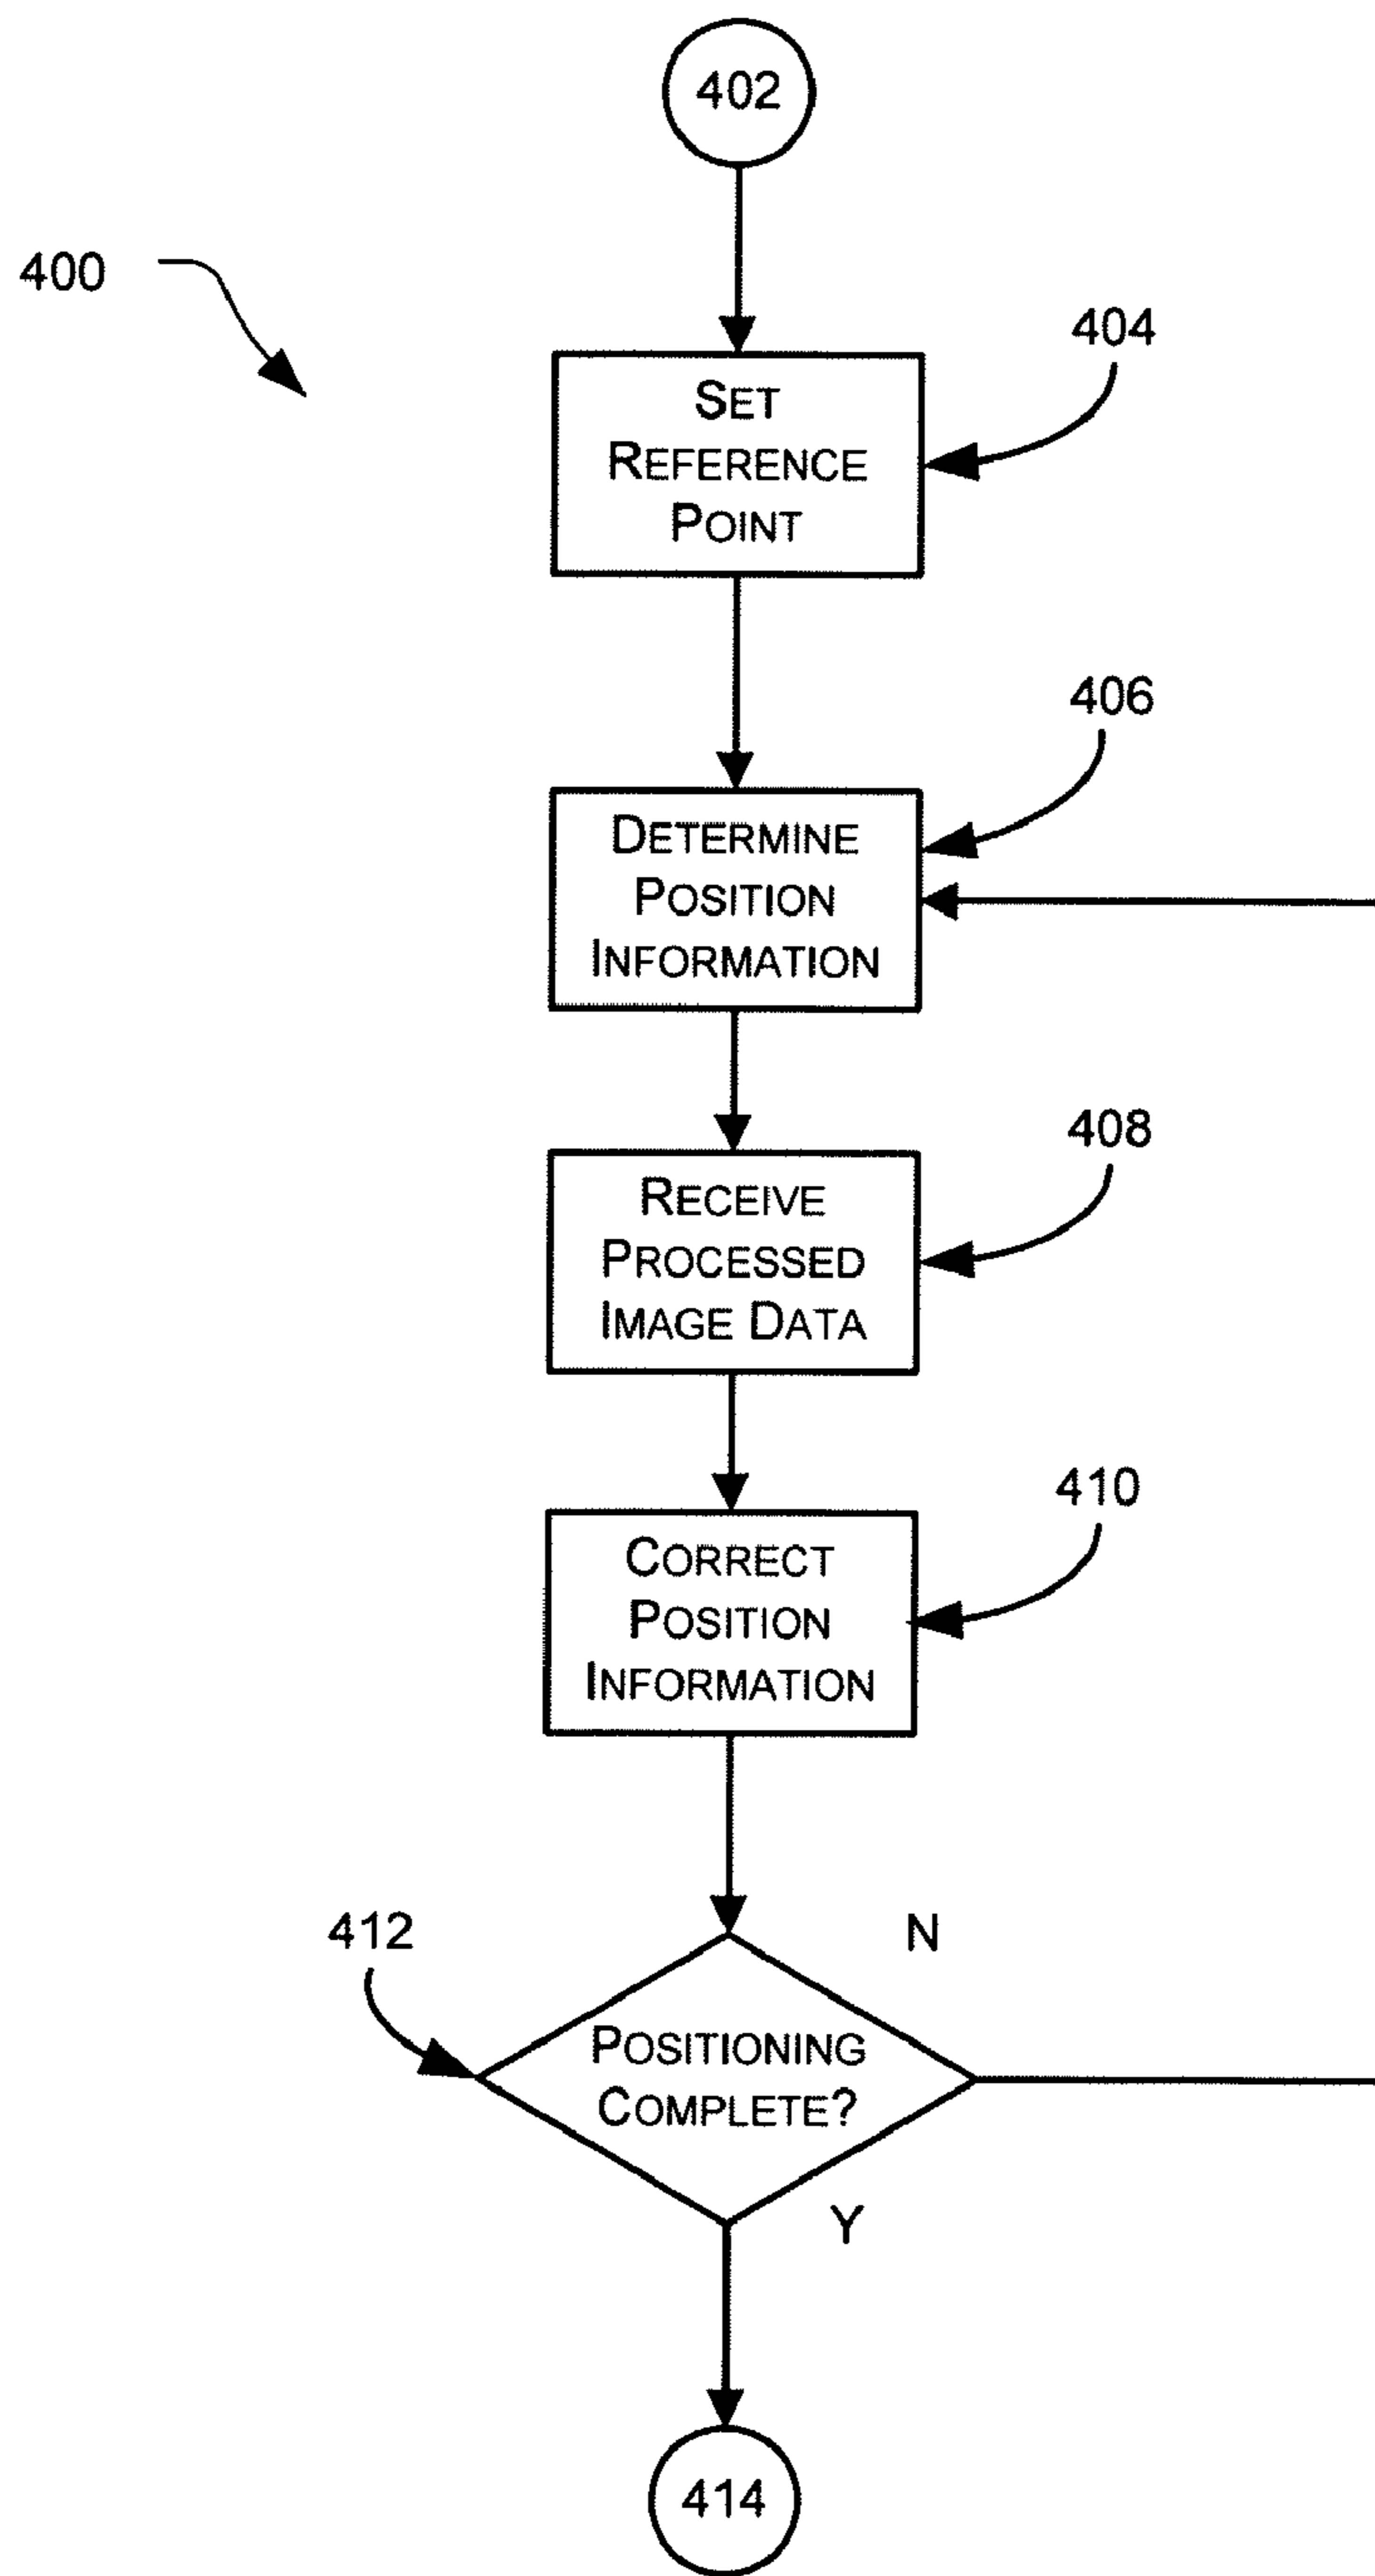 402
400
404
SET
REFERENCE
POINT
406
DETERMINE
POSITION
INFORMATION
408
RECEIVE
PROCESSED
IMAGE DATA
410
CORRECT
POSITION
INFORMATION
412
N
POSITIONING
COMPLETE?
Y
414